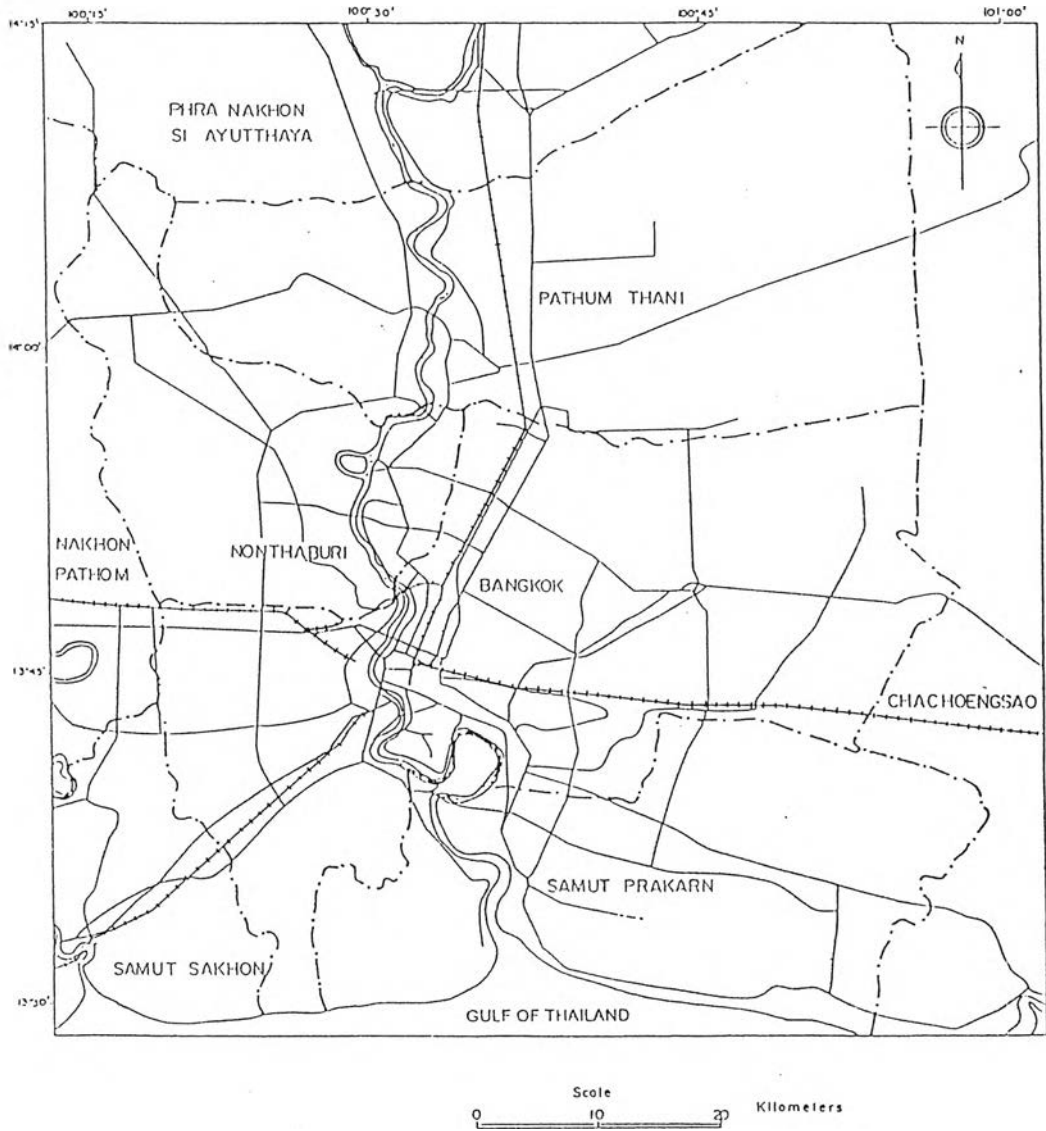 100°15'
100°30'
100°45'
101°00'
14°15'
N
PHRA NAKHON
SI AYUTTHAYA
PATHUM THANI
14°00'
NAKHON
PATHOM
NONTHABURI
BANGKOK
13°45'
CHACHOENGSAO
SAMUT PRAKARN
SAMUT SAKHON
13°30'
GULF OF THAILAND
Scale
0 10 20 Kilometers